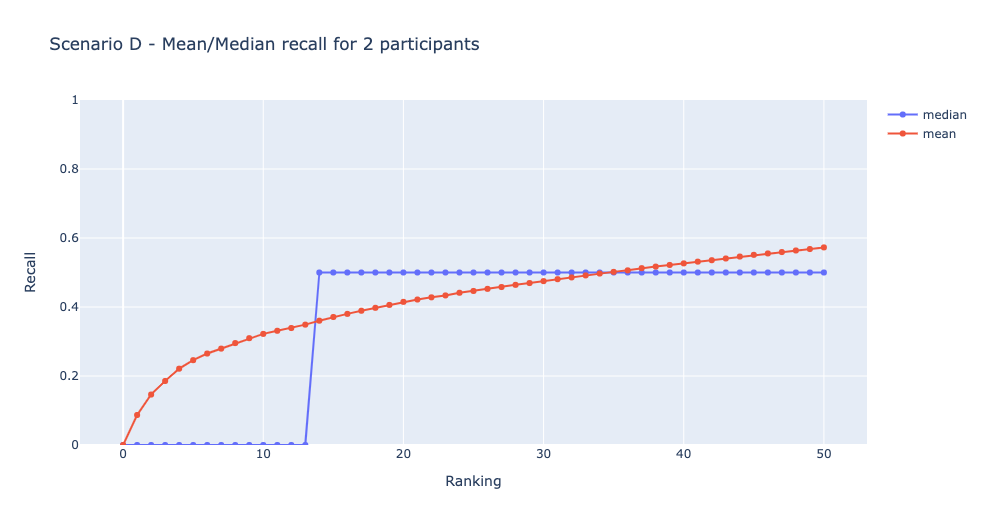 Scenario D - Mean/Median recall for 2 participants
median
mean
1
0.8
0.6
0.4
0.2
0
Recall
0 10 20 30 40 50
Ranking